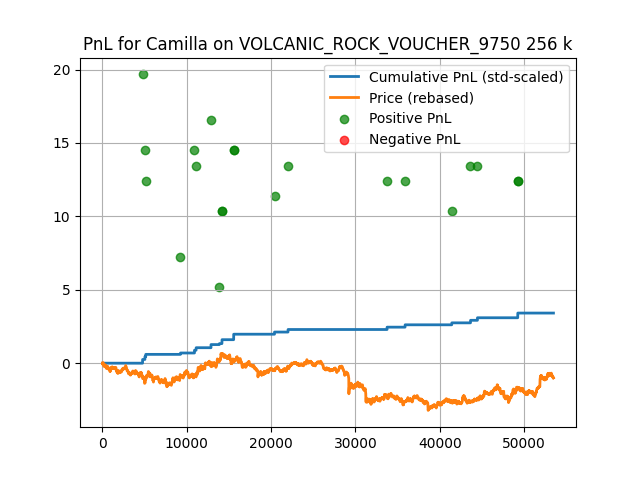 PnL for Camilla on VOLCANIC_ROCK_VOUCHER_9750 256 k
Cumulative PnL (std-scaled)
Price (rebased)
Positive PnL
Negative PnL
20
15
10
5
0
0
10000
20000
30000
40000
50000